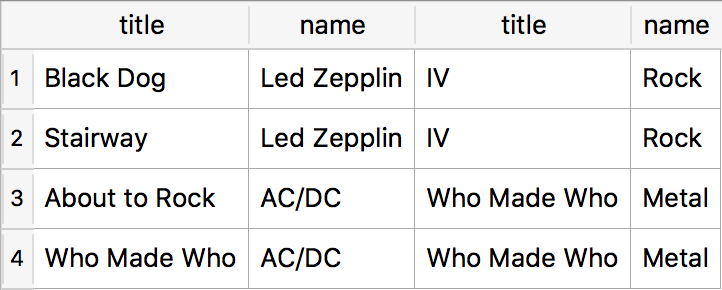 title name title name
1 Black Dog Led Zepplin IV Rock
2 Stairway Led Zepplin IV Rock
3 About to Rock AC/DC Who Made Who Metal
4 Who Made Who AC/DC Who Made Who Metal